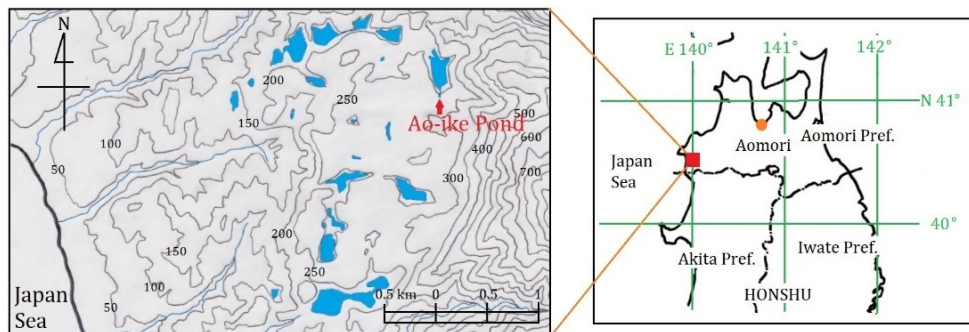 N
200
250
150
Ao-ike Pond
50
100
500
600
400
700
300
200
150
250
100
50
Japan
Sea
0.5 km
0
0.5
1
E 140°
141°
142°
N 41°
Aomori
Aomori Pref.
Japan
Sea
40°
Akita Pref.
Iwate Pref.
HONSHU